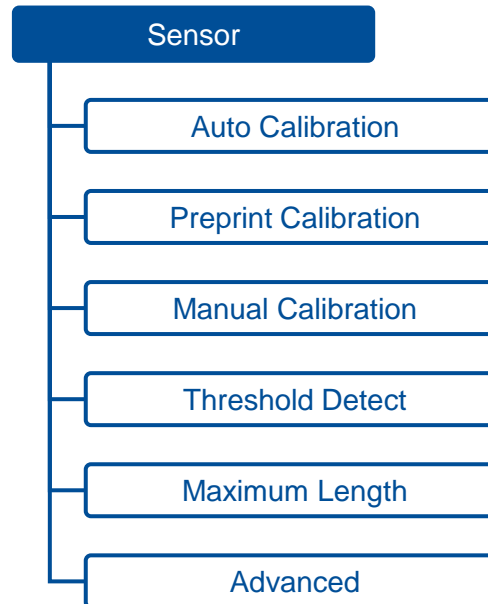 Sensor
Auto Calibration
Preprint Calibration
Manual Calibration
Threshold Detect
Maximum Length
Advanced